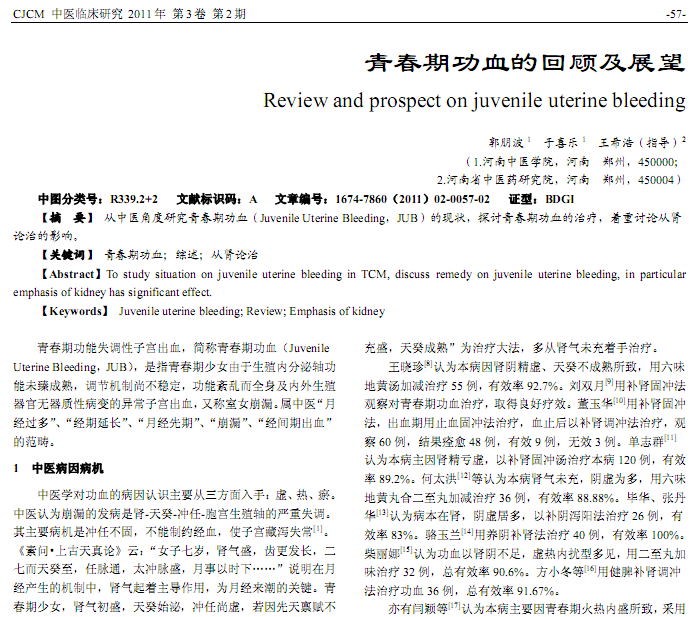 CJCM 中医临床研究 2011 年 第 3 卷 第 2 期 -57-
青春期功血的回顾及展望
Review and prospect on juvenile uterine bleeding
郭朋波 1 于喜乐 1 王希浩（指导）2
（1.河南中医学院，河南 郑州，450000；
2.河南省中医药研究院，河南 郑州，450004）
中图分类号：R339.2+2 文献标识码：A 文章编号：1674-7860（2011）02-0057-02 证型：BDGI
【摘 要】 从中医角度研究青春期功血（Juvenile Uterine Bleeding，JUB）的现状，探讨青春期功血的治疗，着重讨论从肾
论治的影响。
【关键词】 青春期功血；综述；从肾论治
【Abstract】To study situation on juvenile uterine bleeding in TCM, discuss remedy on juvenile uterine bleeding, in particular
emphasis of kidney has significant effect.
【Keywords】 Juvenile uterine bleeding; Review; Emphasis of kidney
青春期功能失调性子宫出血，简称青春期功血（Juvenile
Uterine Bleeding，JUB），是指青春期少女由于生殖内分泌轴功
能未臻成熟，调节机制尚不稳定，功能紊乱而全身及内外生殖
器官无器质性病变的异常子宫出血，又称室女崩漏。属中医“月
经过多”、“经期延长”、“月经先期”、“崩漏”、“经间期出血”
的范畴。
1 中医病因病机
中医学对功血的病因认识主要从三方面入手：虚、热、瘀。
中医认为崩漏的发病是肾-天癸-冲任-胞宫生殖轴的严重失调。
其主要病机是冲任不固，不能制约经血，使子宫藏泻失常[1]。
《素问·上古天真论》云：“女子七岁，肾气盛，齿更发长，二
七而天癸至，任脉通，太冲脉盛，月事以时下……”说明在月
经产生的机制中，肾气起着主导作用，为月经来潮的关键。青
春期少女，肾气初盛，天癸始泌，冲任尚虚，若因先天禀赋不
充盛，天癸成熟”为治疗大法，多从肾气未充着手治疗。
王晓珍[8]认为本病因肾阴精虚、天癸不成熟所致，用六味
地黄汤加减治疗 55 例，有效率 92.7%。刘双月[9]用补肾固冲法
观察对青春期功血治疗，取得良好疗效。董玉华[10]用补肾固冲
法，出血期用止血固冲法治疗，血止后以补肾调冲法治疗，观
察 60 例，结果痊愈 48 例，有效 9 例，无效 3 例。单志群[11]
认为本病主因肾精亏虚，以补肾固冲汤治疗本病 120 例，有效
率 89.2%。何太洪[12]等认为本病肾气未充，阴虚为多，用六味
地黄丸合二至丸加减治疗 36 例，有效率 88.88%。毕华、张丹
华[13]认为病本在肾，阴虚居多，以补阴泻阳法治疗 26 例，有
效率 83%。骆玉兰[14]用养阴补肾法治疗 40 例，有效率 100%。
柴丽娜[15]认为功血以肾阴不足，虚热内扰型多见，用二至丸加
味治疗 32 例，总有效率 90.6%。方小冬等[16]用健脾补肾调冲
法治疗功血 36 例，总有效率 91.67%。
亦有闫颖等[17]认为本病主要因青春期火热内盛所致，采用